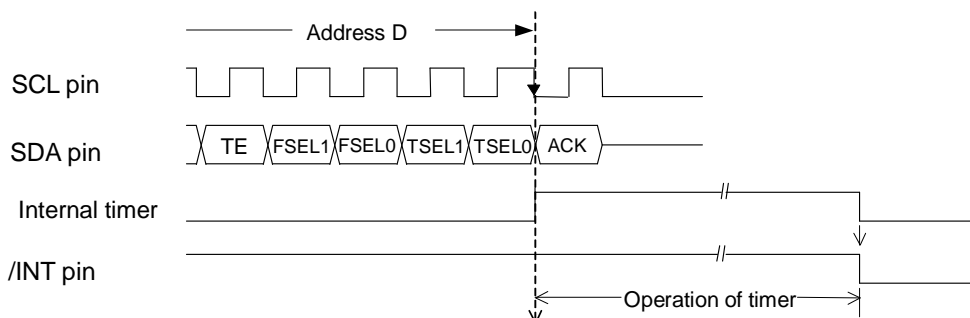 Address D
SCL pin
SDA pin TE FSEL1 FSEL0 TSEL1 TSEL0 ACK
Internal timer
/INT pin
Operation of timer